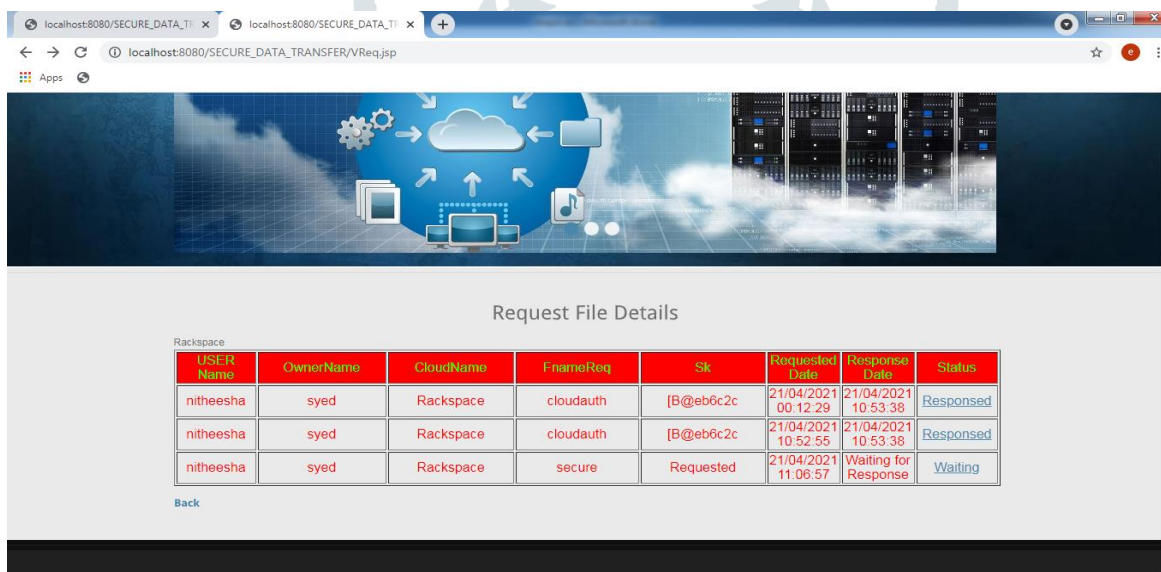 localhost:8080/SECURE_DATA_TR localhost:8080/SECURE_DATA_TR
localhost:8080/SECURE_DATA_TRANSFER/VReq.jsp e
Apps
Request File Details
Rackspace
USER Name OwnerName CloudName FnameReq Sk Requested Date Response Date Status
nitheesha syed Rackspace cloudauth [B@eb6c2c 21/04/2021 00:12:29 21/04/2021 10:53:38 Responsed
nitheesha syed Rackspace cloudauth [B@eb6c2c 21/04/2021 10:52:55 21/04/2021 10:53:38 Responsed
nitheesha syed Rackspace secure Requested 21/04/2021 11:06:57 Waiting for Response Waiting
Back